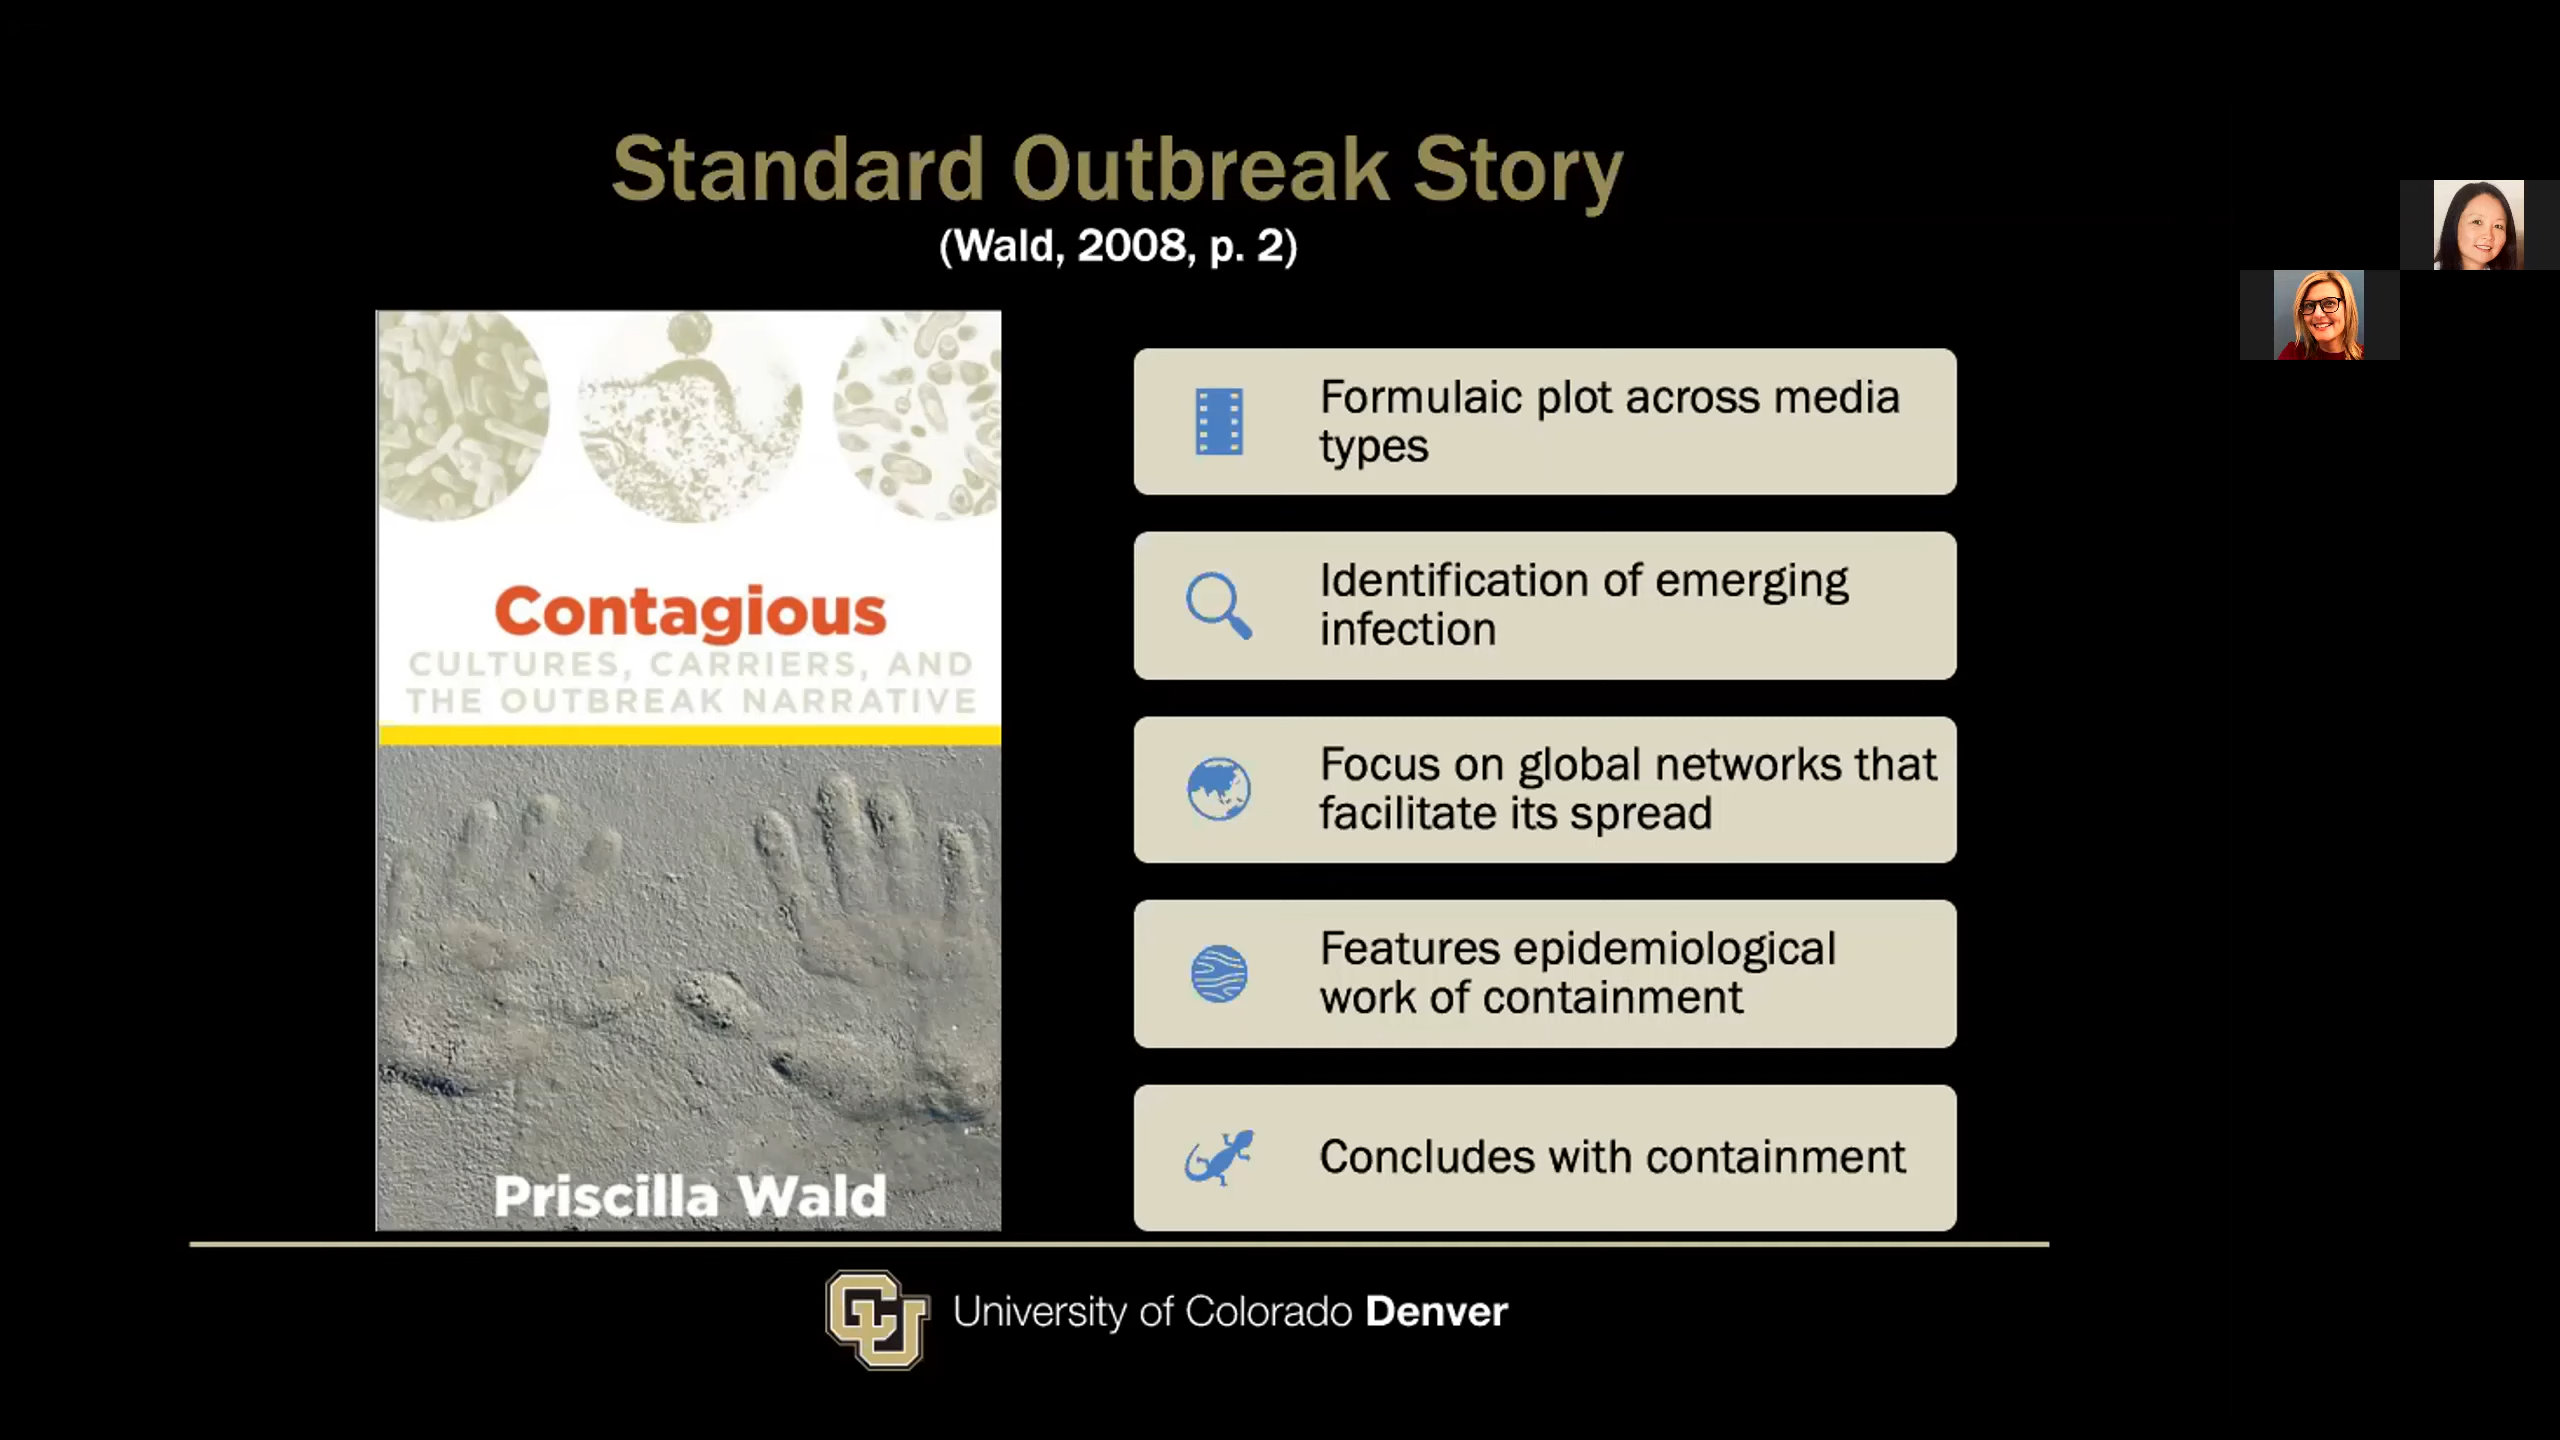 Standard Outbreak Story
(Wald, 2008, p. 2)
Contagious
CULTURES, CARRIERS, AND
THE OUTBREAK NARRATIVE
Priscilla Wald
Formulaic plot across media
types
Identification of emerging
infection
Focus on global networks that
facilitate its spread
Features epidemiological
work of containment
Concludes with containment
CU University of Colorado Denver